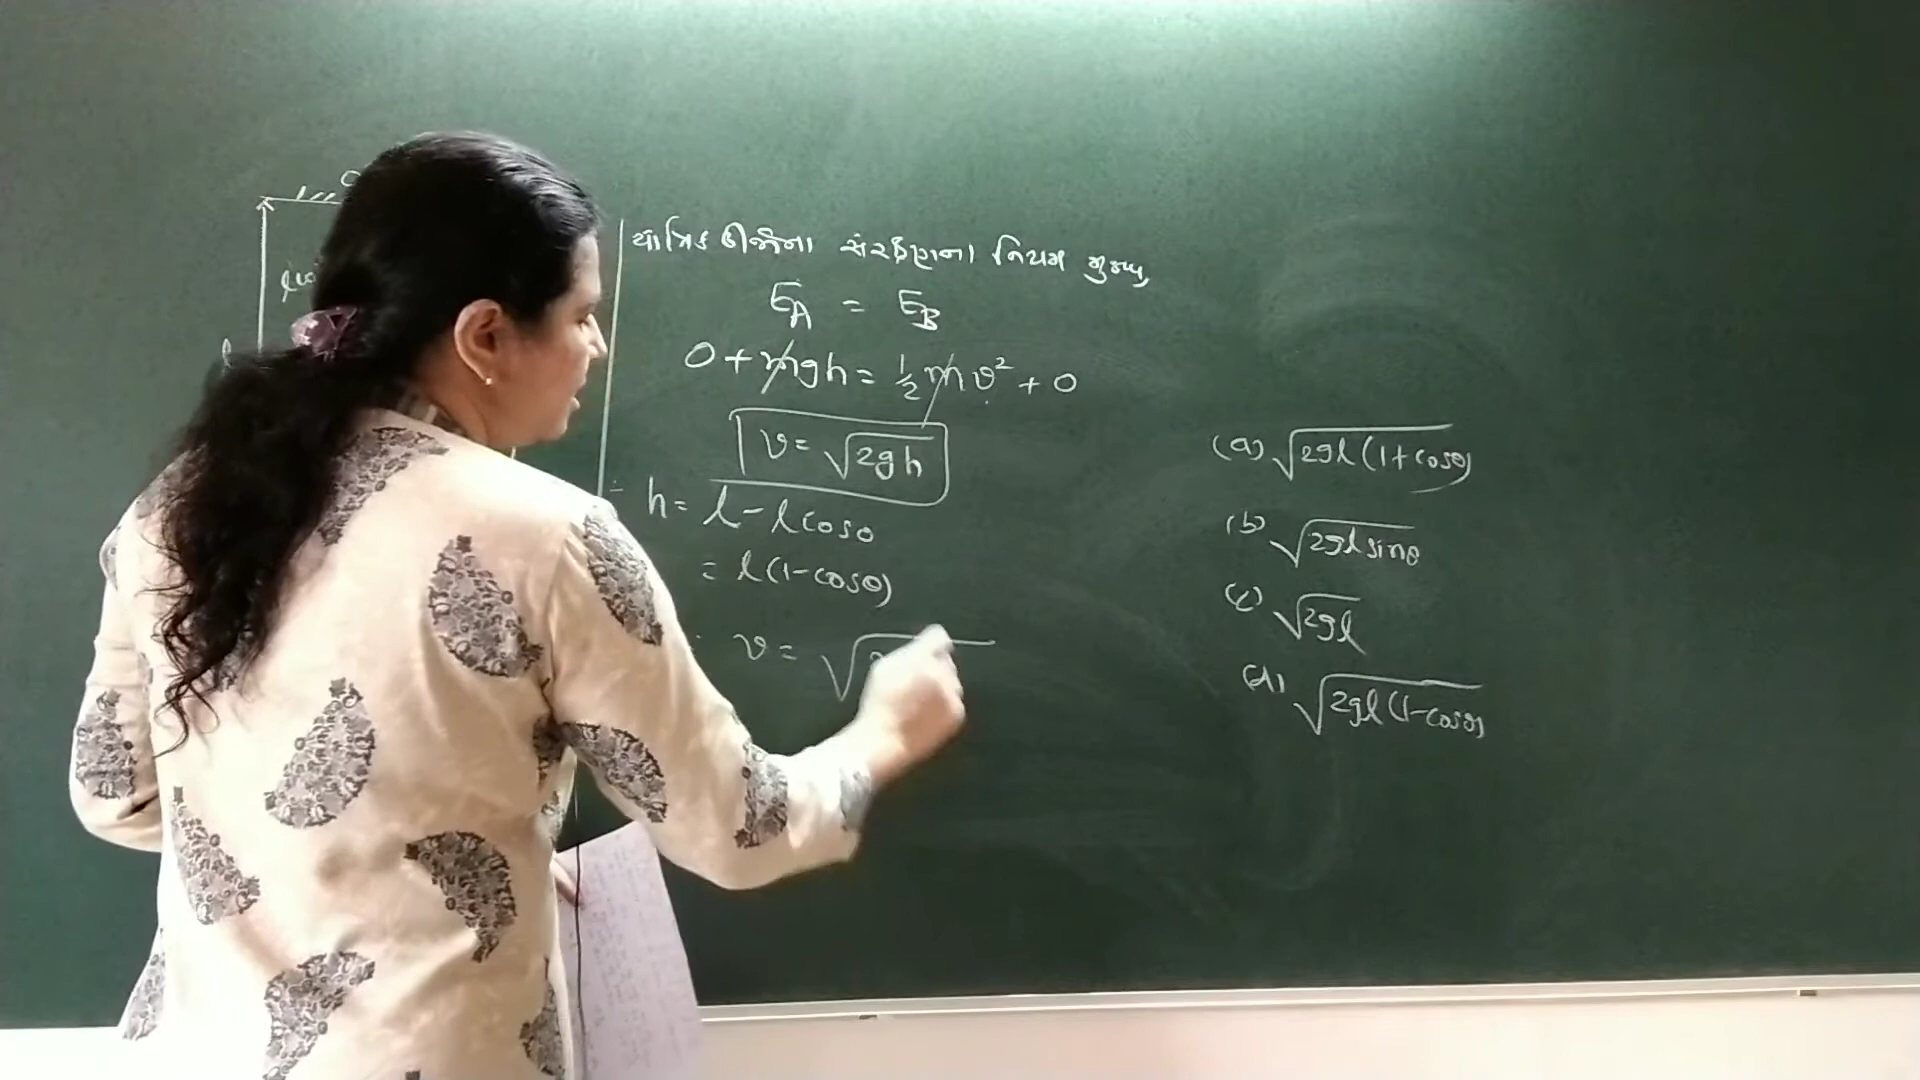 યાંત્રિક ઊર્જાના સંરક્ષણના નિયમ મુજબ,
E_A = E_B
0 + mgh = 1/2 mv² + 0
v = √2gh
h = l - l cosθ
= l(1-cosθ)
v = √
(a) √2gl(1+cosθ)
(b) √2gl sinθ
(c) √2gl
(d) √2gl(1-cosθ)